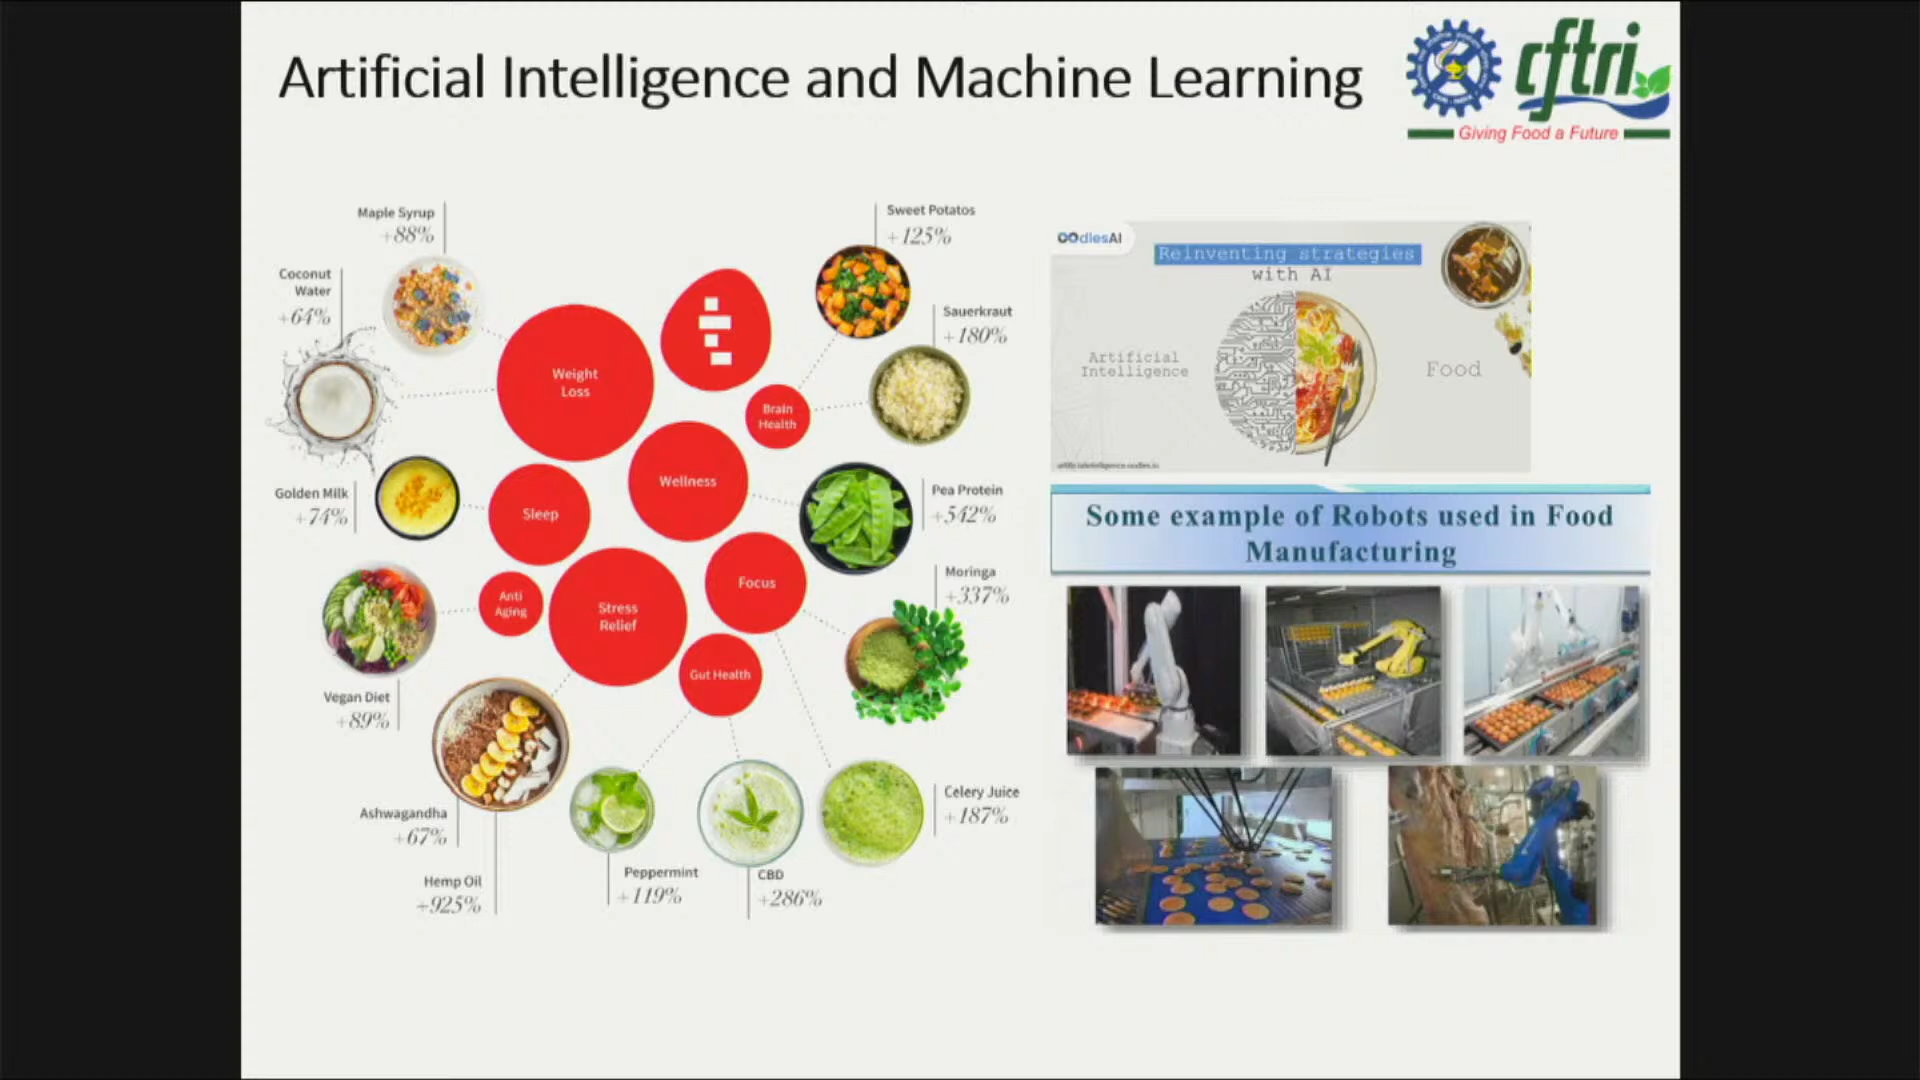 Artificial Intelligence and Machine Learning
cftri
Giving Food a Future
Maple Syrup
+88%
Coconut
Water
+64%
Golden Milk
+74%
Vegan Diet
+89%
Ashwagandha
+67%
Hemp Oil
+925%
Peppermint
+119%
CBD
+286%
Celery Juice
+187%
Moringa
+337%
Pea Protein
+542%
Sauerkraut
+180%
Sweet Potatos
+125%
Weight
Loss
Brain
Health
Wellness
Sleep
Focus
Anti
Aging
Stress
Relief
Gut Health
OOdlesAI
Reinventing strategies
with AI
Artificial
Intelligence
Food
Some example of Robots used in Food
Manufacturing